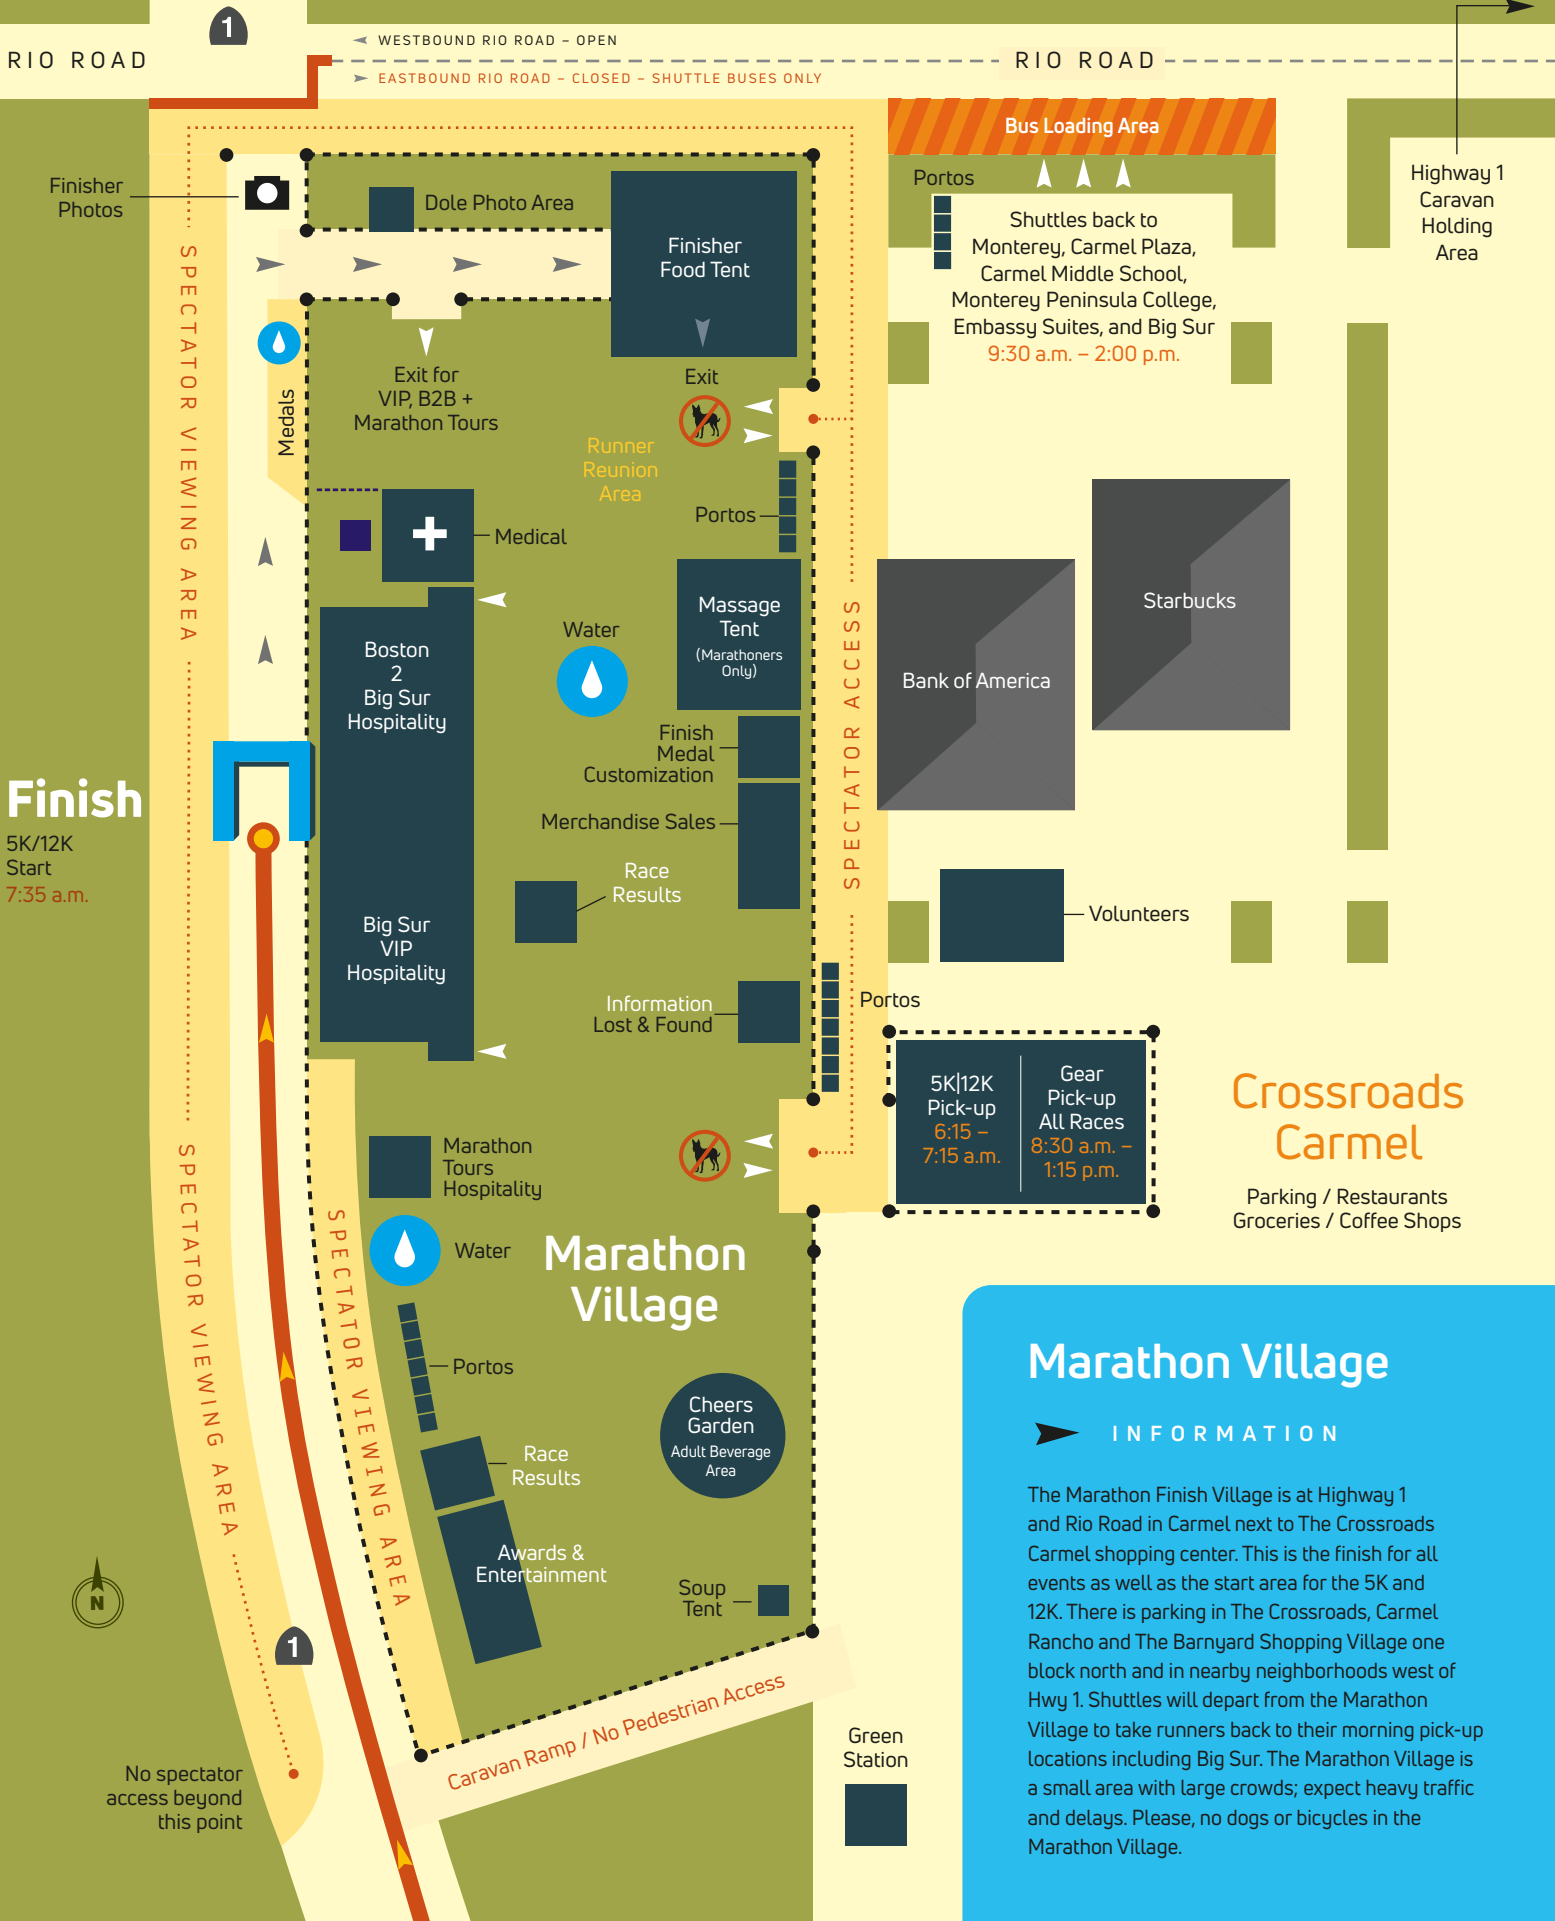 1
RIO ROAD
WESTBOUND RIO ROAD – OPEN
EASTBOUND RIO ROAD – CLOSED – SHUTTLE BUSES ONLY
RIO ROAD
Bus Loading Area
Finisher
Photos
Dole Photo Area
Finisher
Food Tent
Portos
Shuttles back to
Monterey, Carmel Plaza,
Carmel Middle School,
Monterey Peninsula College,
Embassy Suites, and Big Sur
9:30 a.m. – 2:00 p.m.
Highway 1
Caravan
Holding
Area
SPECTATOR VIEWING AREA
Medals
Exit for
VIP, B2B +
Marathon Tours
Exit
Runner
Reunion
Area
Portos
Medical
Boston
2
Big Sur
Hospitality
Water
Massage
Tent
(Marathoners
Only)
SPECTATOR ACCESS
Bank of America
Starbucks
Finish
Medal
Customization
Merchandise Sales
Finish
5K/12K
Start
7:35 a.m.
Race
Results
Big Sur
VIP
Hospitality
Volunteers
Information
Lost & Found
Portos
5K|12K
Pick-up
6:15 –
7:15 a.m.
Gear
Pick-up
All Races
8:30 a.m. –
1:15 p.m.
Crossroads
Carmel
Parking / Restaurants
Groceries / Coffee Shops
SPECTATOR VIEWING AREA
Marathon
Tours
Hospitality
Water
SPECTATOR VIEWING AREA
Marathon
Village
Portos
Cheers
Garden
Adult Beverage
Area
Race
Results
Awards &
Entertainment
Soup
Tent
N
1
Caravan Ramp / No Pedestrian Access
No spectator
access beyond
this point
Green
Station
Marathon Village
INFORMATION
The Marathon Finish Village is at Highway 1
and Rio Road in Carmel next to The Crossroads
Carmel shopping center. This is the finish for all
events as well as the start area for the 5K and
12K. There is parking in The Crossroads, Carmel
Rancho and The Barnyard Shopping Village one
block north and in nearby neighborhoods west of
Hwy 1. Shuttles will depart from the Marathon
Village to take runners back to their morning pick-up
locations including Big Sur. The Marathon Village is
a small area with large crowds; expect heavy traffic
and delays. Please, no dogs or bicycles in the
Marathon Village.